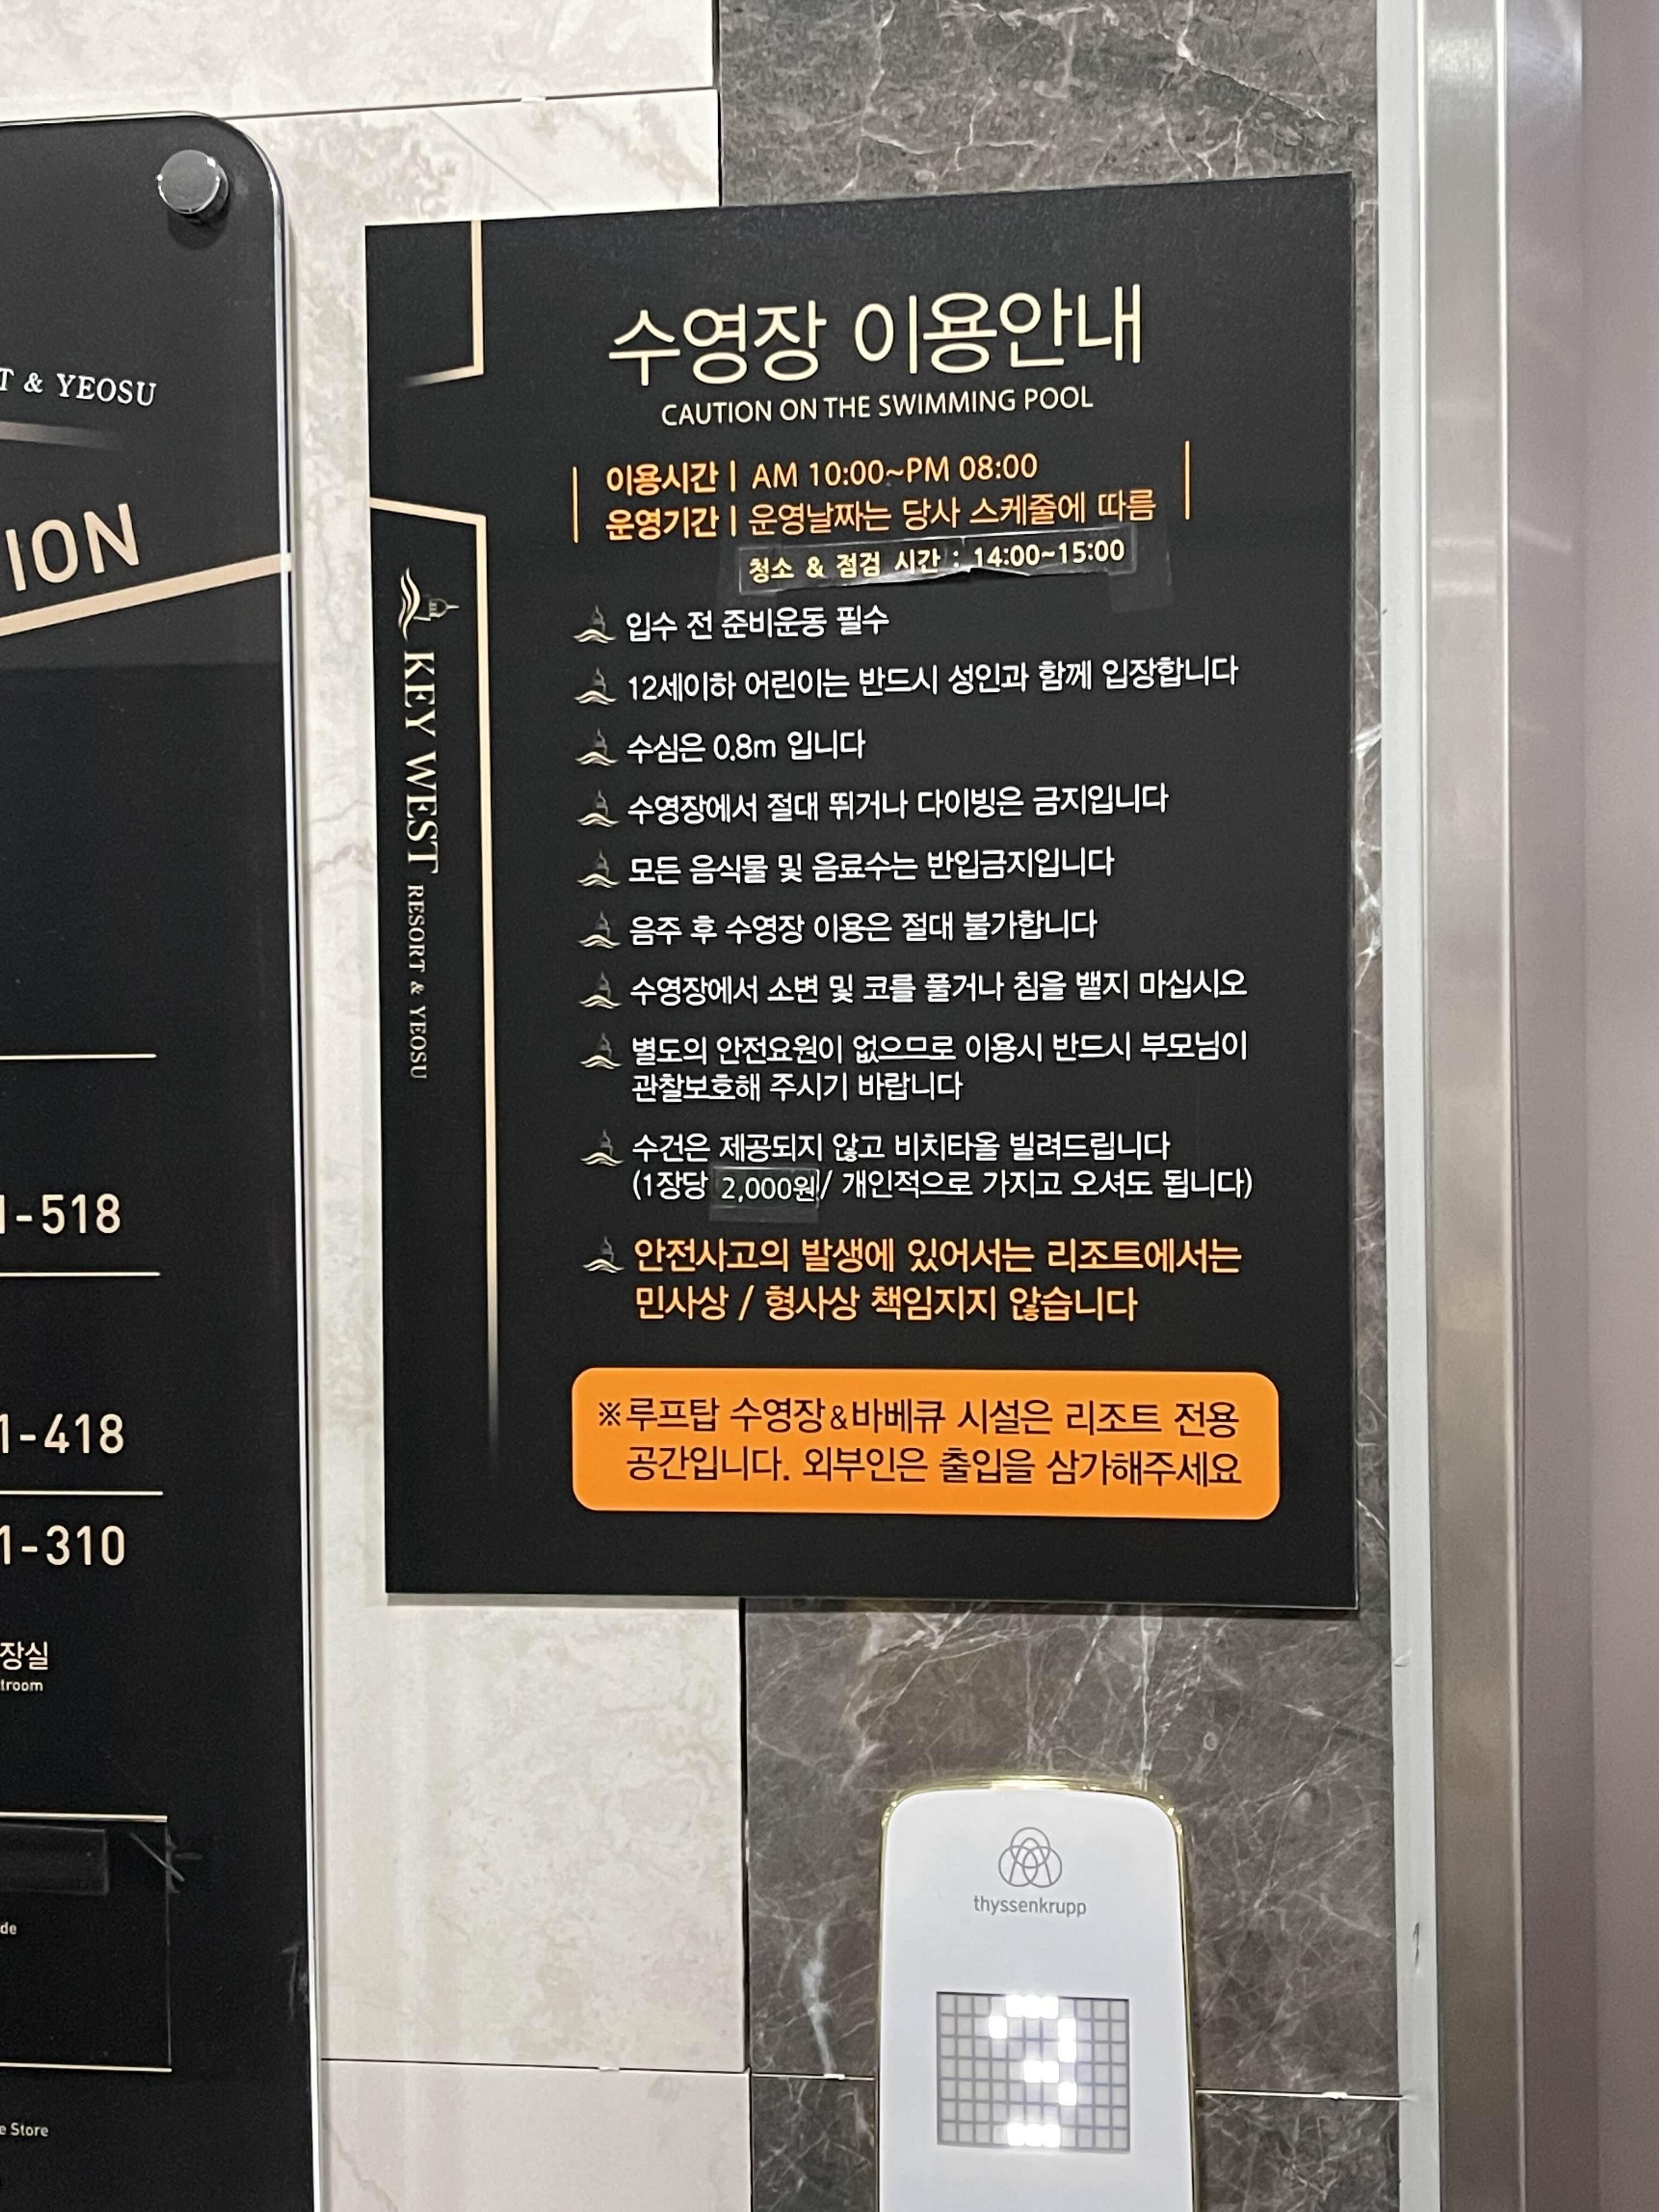 T & YEOSU
ION
1-518
1-418
1-310
장실
troom
de
e Store
수영장 이용안내
CAUTION ON THE SWIMMING POOL
이용시간 | AM 10:00~PM 08:00
운영기간 | 운영날짜는 당사 스케줄에 따름
청소 & 점검 시간 : 14:00~15:00
입수 전 준비운동 필수
12세이하 어린이는 반드시 성인과 함께 입장합니다
수심은 0.8m 입니다
수영장에서 절대 뛰거나 다이빙은 금지입니다
모든 음식물 및 음료수는 반입금지입니다
음주 후 수영장 이용은 절대 불가합니다
수영장에서 소변 및 코를 풀거나 침을 뱉지 마십시오
별도의 안전요원이 없으므로 이용시 반드시 부모님이
관찰보호해 주시기 바랍니다
수건은 제공되지 않고 비치타올 빌려드립니다
(1장당 2,000원/ 개인적으로 가지고 오셔도 됩니다)
안전사고의 발생에 있어서는 리조트에서는
민사상 / 형사상 책임지지 않습니다
※루프탑 수영장&바베큐 시설은 리조트 전용
공간입니다. 외부인은 출입을 삼가해주세요
KEY WEST RESORT & YEOSU
thyssenkrupp
3